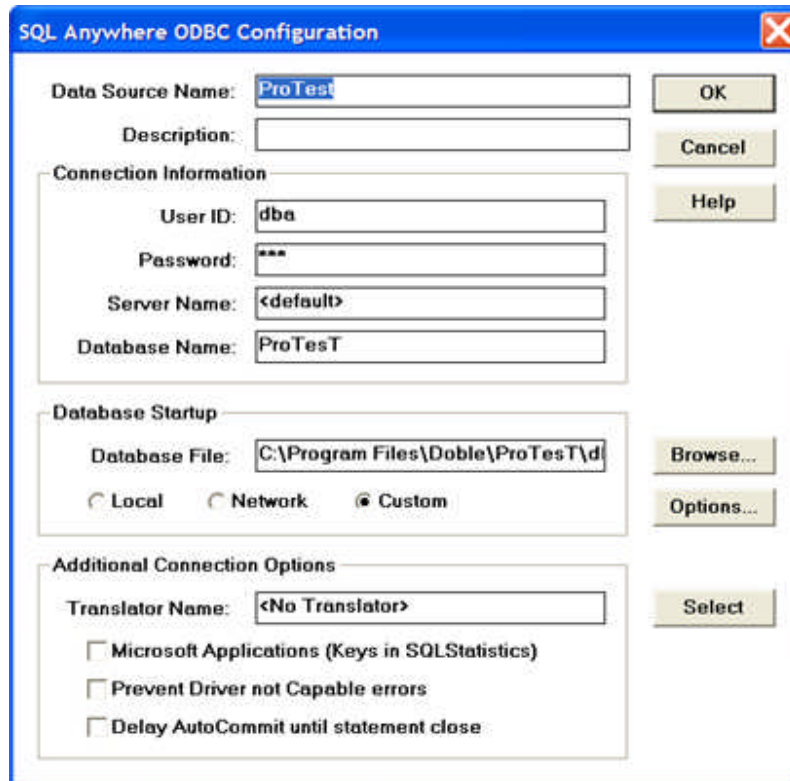 SQL Anywhere ODBC Configuration
Data Source Name: ProTest
OK
Description:
Cancel
Connection Information
Help
User ID: dba
Password: ***
Server Name: <default>
Database Name: ProTesT
Database Startup
Database File: C:\Program Files\Doble\ProTesT\d
Browse...
Local Network Custom
Options...
Additional Connection Options
Translator Name: <No Translator>
Select
Microsoft Applications (Keys in SQLStatistics)
Prevent Driver not Capable errors
Delay AutoCommit until statement close